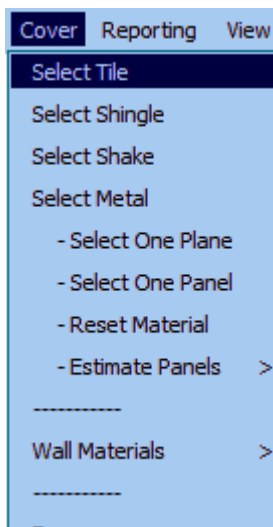 Cover Reporting View
Select Tile
Select Shingle
Select Shake
Select Metal
- Select One Plane
- Select One Panel
- Reset Material
- Estimate Panels >
-----------
Wall Materials >
-----------